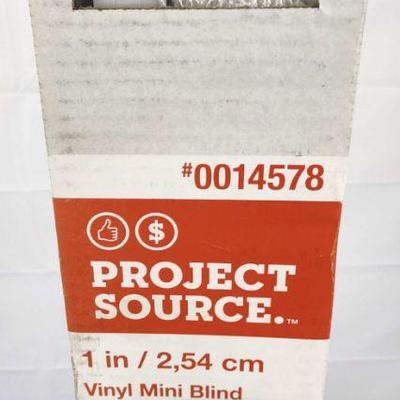 #0014578
$
PROJECT
SOURCE.™
1 in / 2,54 cm
Vinyl Mini Blind